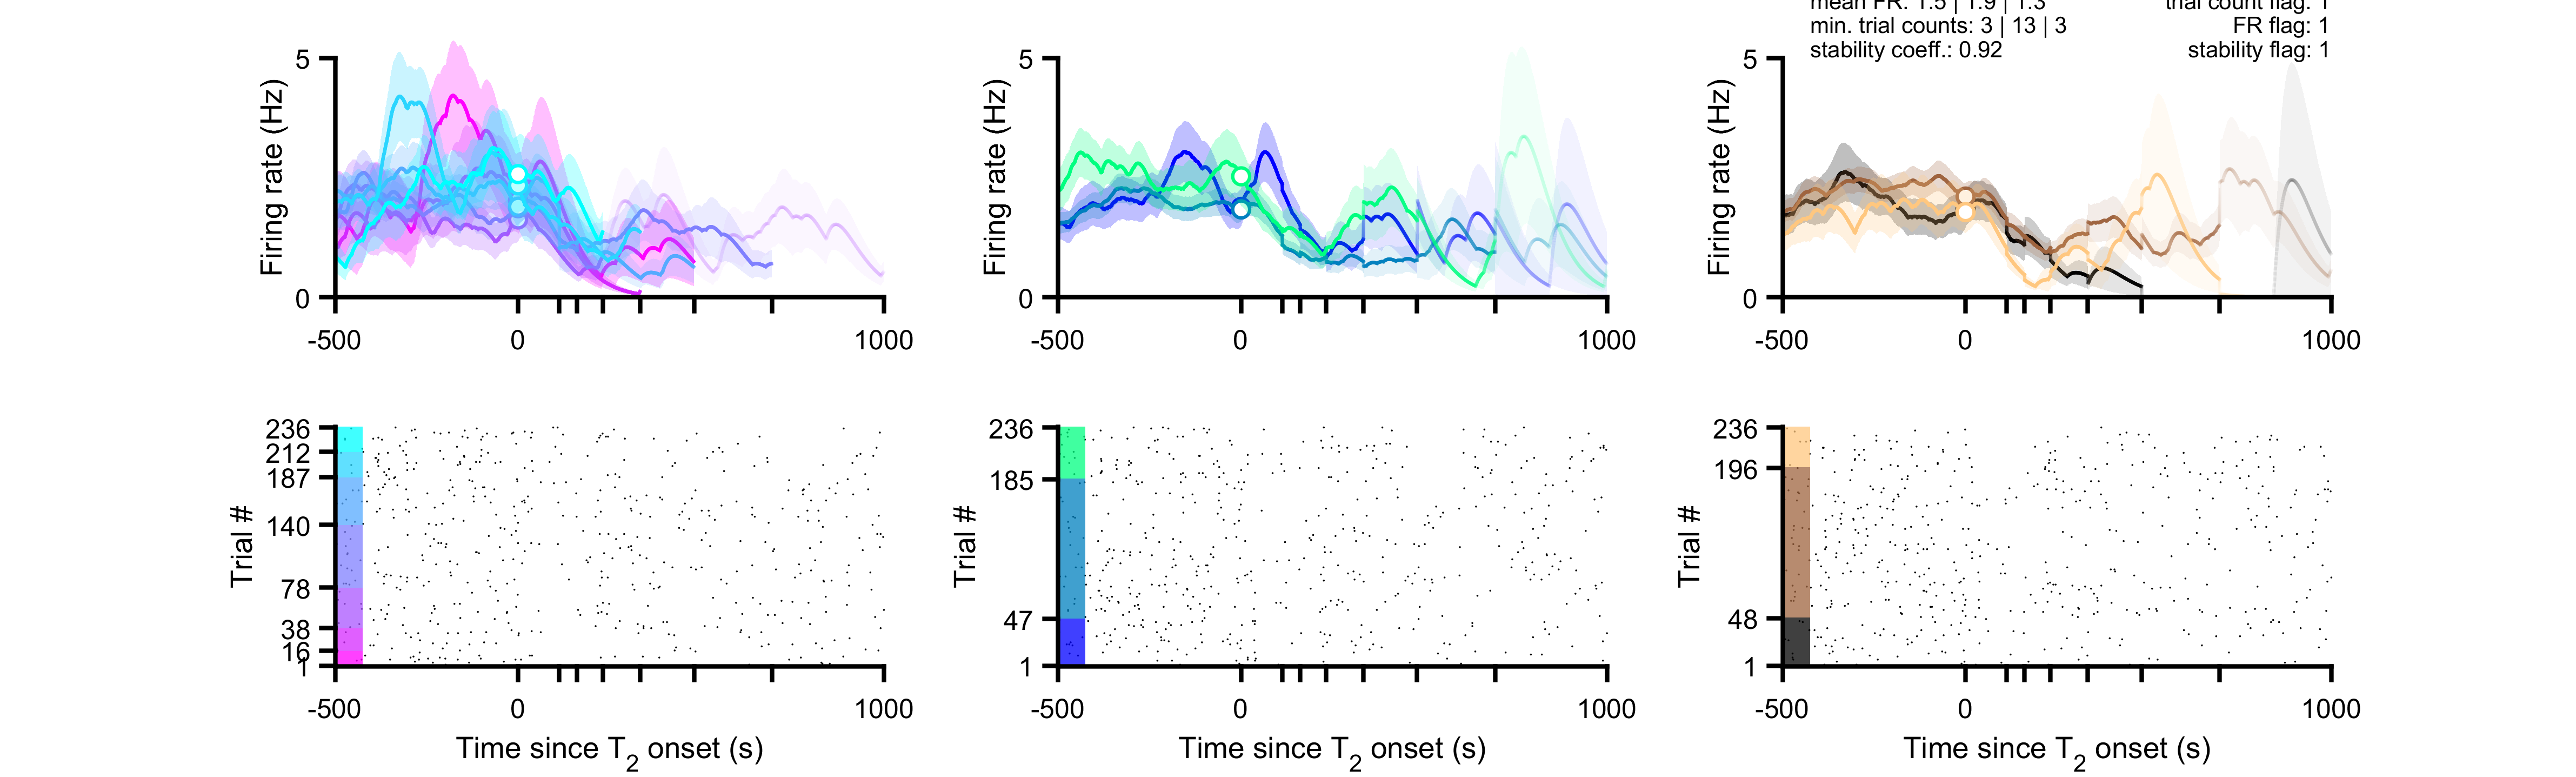 mean FR: 1.5 | 1.9 | 1.3
trial count flag: 1
min. trial counts: 3 | 13 | 3
FR flag: 1
stability coeff.: 0.92
stability flag: 1
5
0
Firing rate (Hz)
-500
0
1000
5
0
Firing rate (Hz)
-500
0
1000
5
0
Firing rate (Hz)
-500
0
1000
236
212
187
140
78
38
16
1
Trial #
-500
0
1000
Time since T2 onset (s)
236
185
47
1
Trial #
-500
0
1000
Time since T2 onset (s)
236
196
48
1
Trial #
-500
0
1000
Time since T2 onset (s)